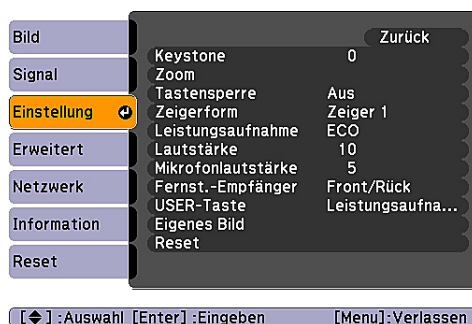 Bild
Signal
Einstellung
Erweitert
Netzwerk
Information
Reset
Zurück
Keystone 0
Zoom
Tastensperre Aus
Zeigerform Zeiger 1
Leistungsaufnahme ECO
Lautstärke 10
Mikrofonlautstärke 5
Fernst.-Empfänger Front/Rück
USER-Taste Leistungsaufna...
Eigenes Bild
Reset
[◆] :Auswahl [Enter] :Eingeben [Menu]:Verlassen